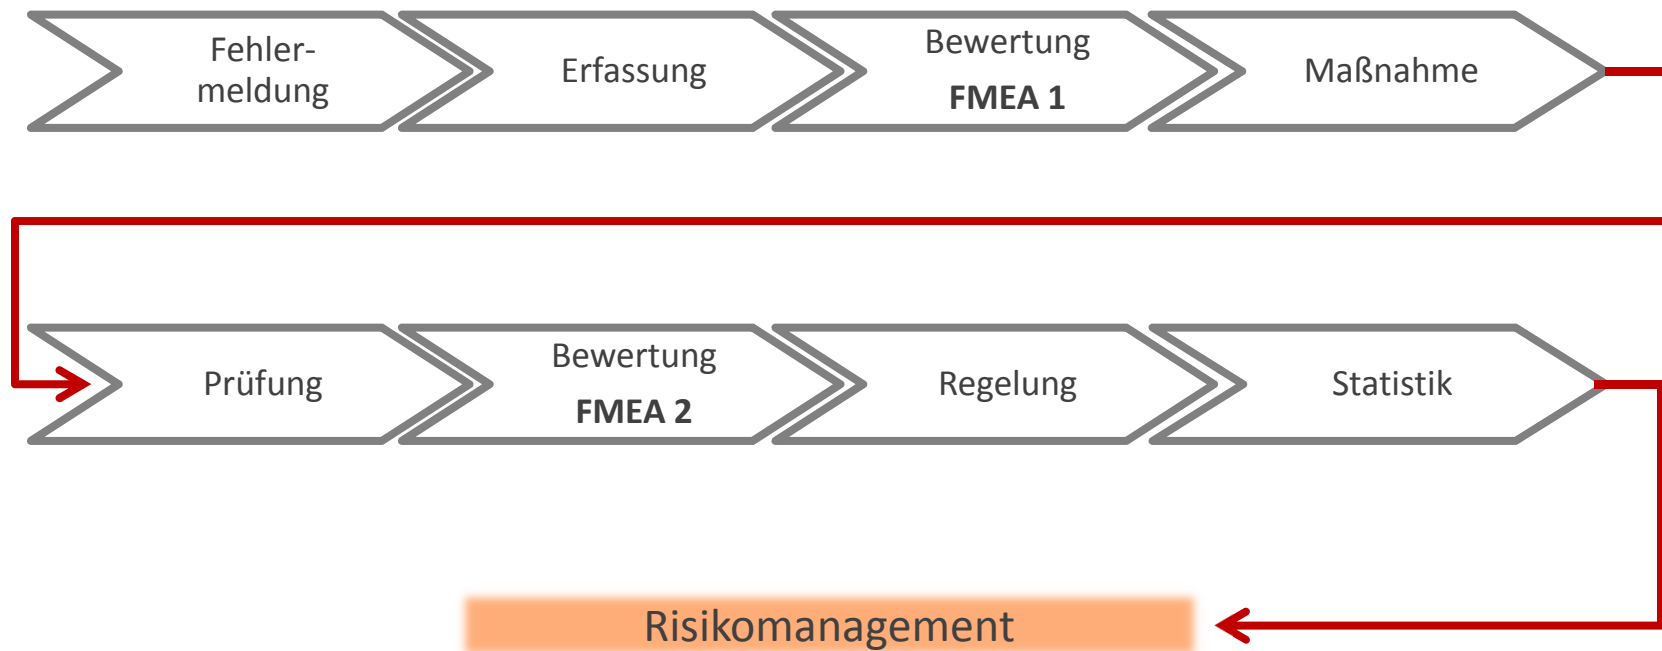 Fehler-
meldung
Erfassung
Bewertung
FMEA 1
Maßnahme
Prüfung
Bewertung
FMEA 2
Regelung
Statistik
Risikomanagement